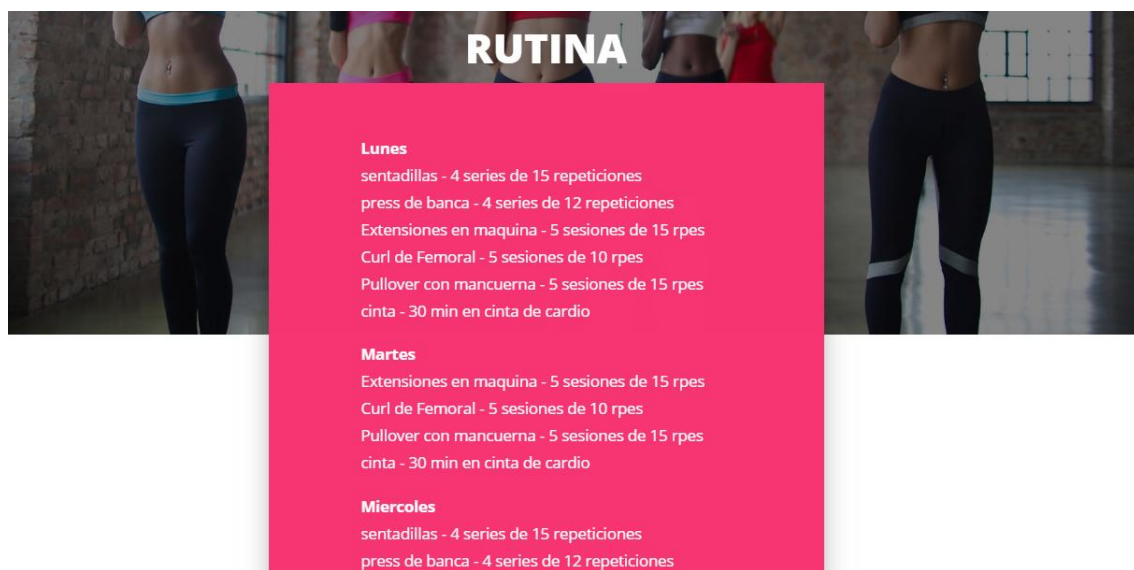 RUTINA
Lunes
sentadillas - 4 series de 15 repeticiones
press de banca - 4 series de 12 repeticiones
Extensiones en maquina - 5 sesiones de 15 rpes
Curl de Femoral - 5 sesiones de 10 rpes
Pullover con mancuerna - 5 sesiones de 15 rpes
cinta - 30 min en cinta de cardio
Martes
Extensiones en maquina - 5 sesiones de 15 rpes
Curl de Femoral - 5 sesiones de 10 rpes
Pullover con mancuerna - 5 sesiones de 15 rpes
cinta - 30 min en cinta de cardio
Miercoles
sentadillas - 4 series de 15 repeticiones
press de banca - 4 series de 12 repeticiones